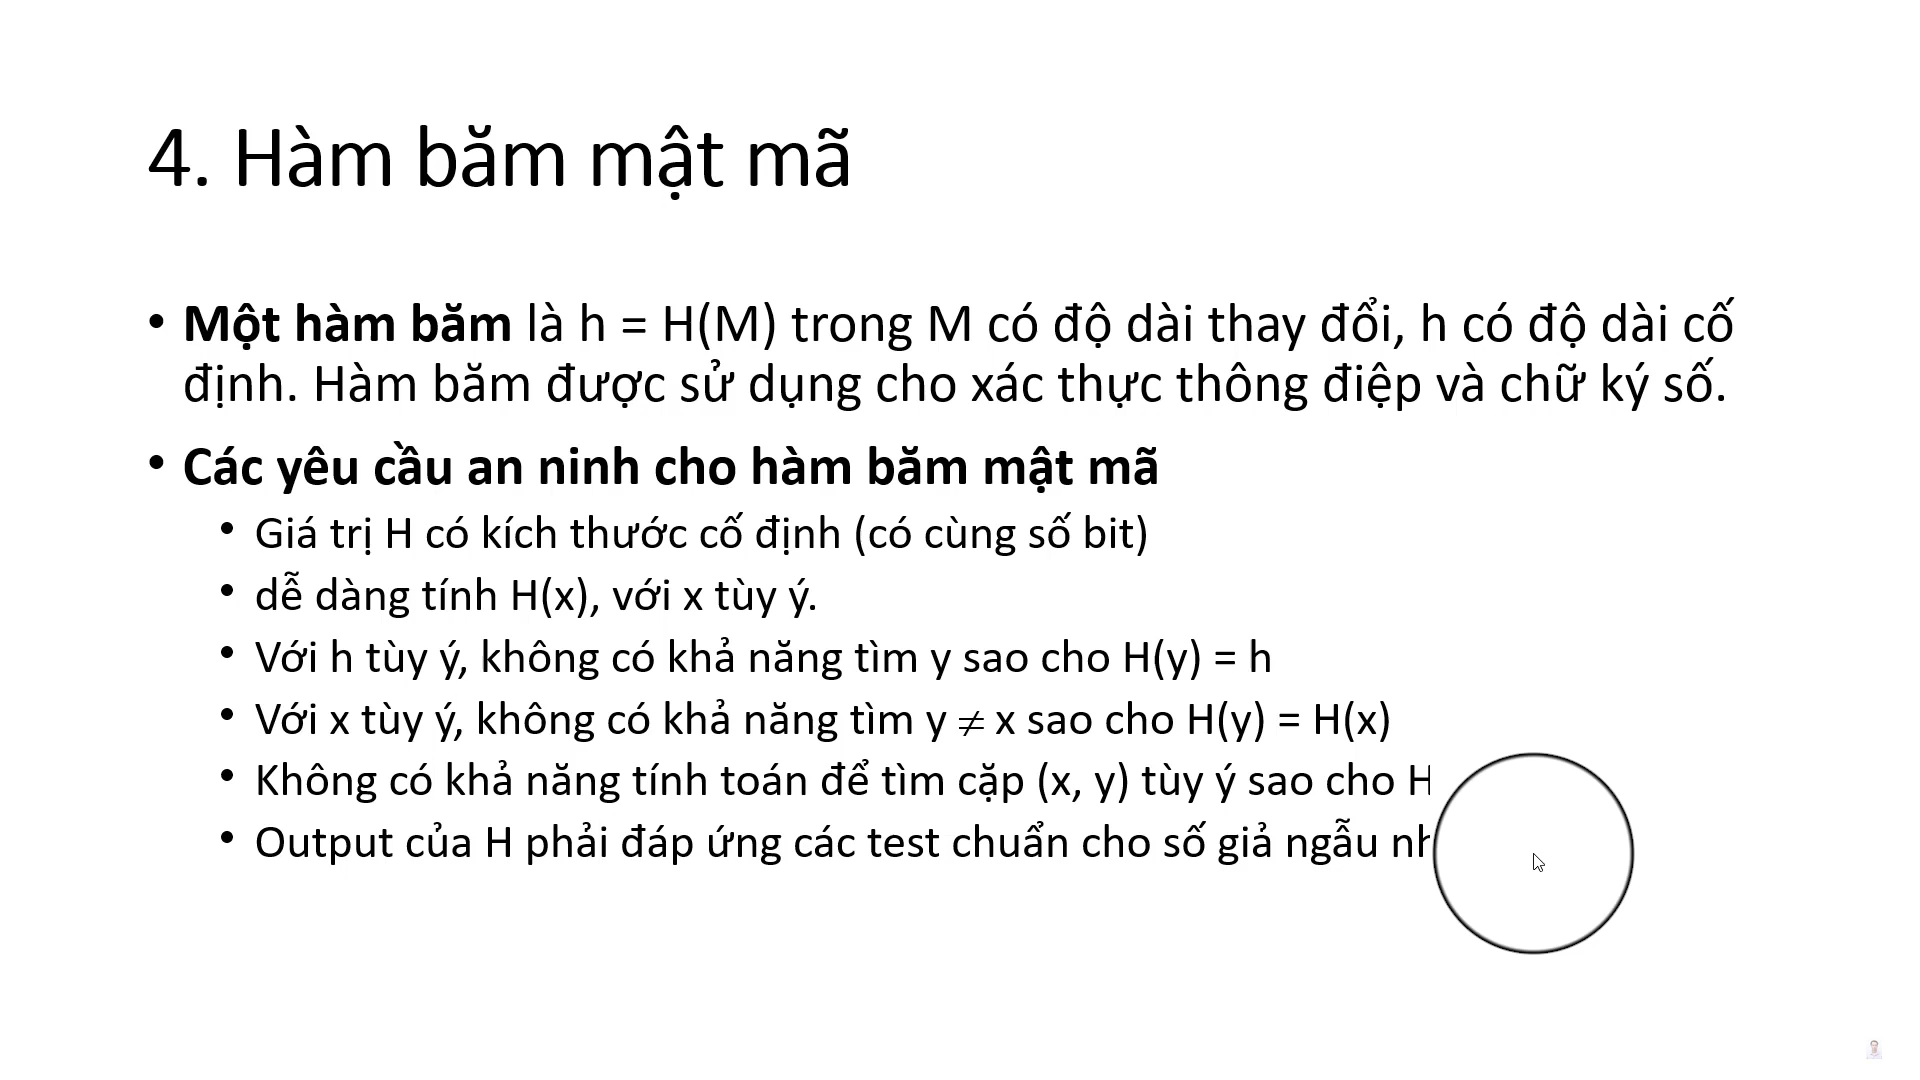 4. Hàm băm mật mã
• Một hàm băm là h = H(M) trong M có độ dài thay đổi, h có độ dài cố
định. Hàm băm được sử dụng cho xác thực thông điệp và chữ ký số.
• Các yêu cầu an ninh cho hàm băm mật mã
• Giá trị H có kích thước cố định (có cùng số bit)
• dễ dàng tính H(x), với x tùy ý.
• Với h tùy ý, không có khả năng tìm y sao cho H(y) = h
• Với x tùy ý, không có khả năng tìm y ≠ x sao cho H(y) = H(x)
• Không có khả năng tính toán để tìm cặp (x, y) tùy ý sao cho H
• Output của H phải đáp ứng các test chuẩn cho số giả ngẫu